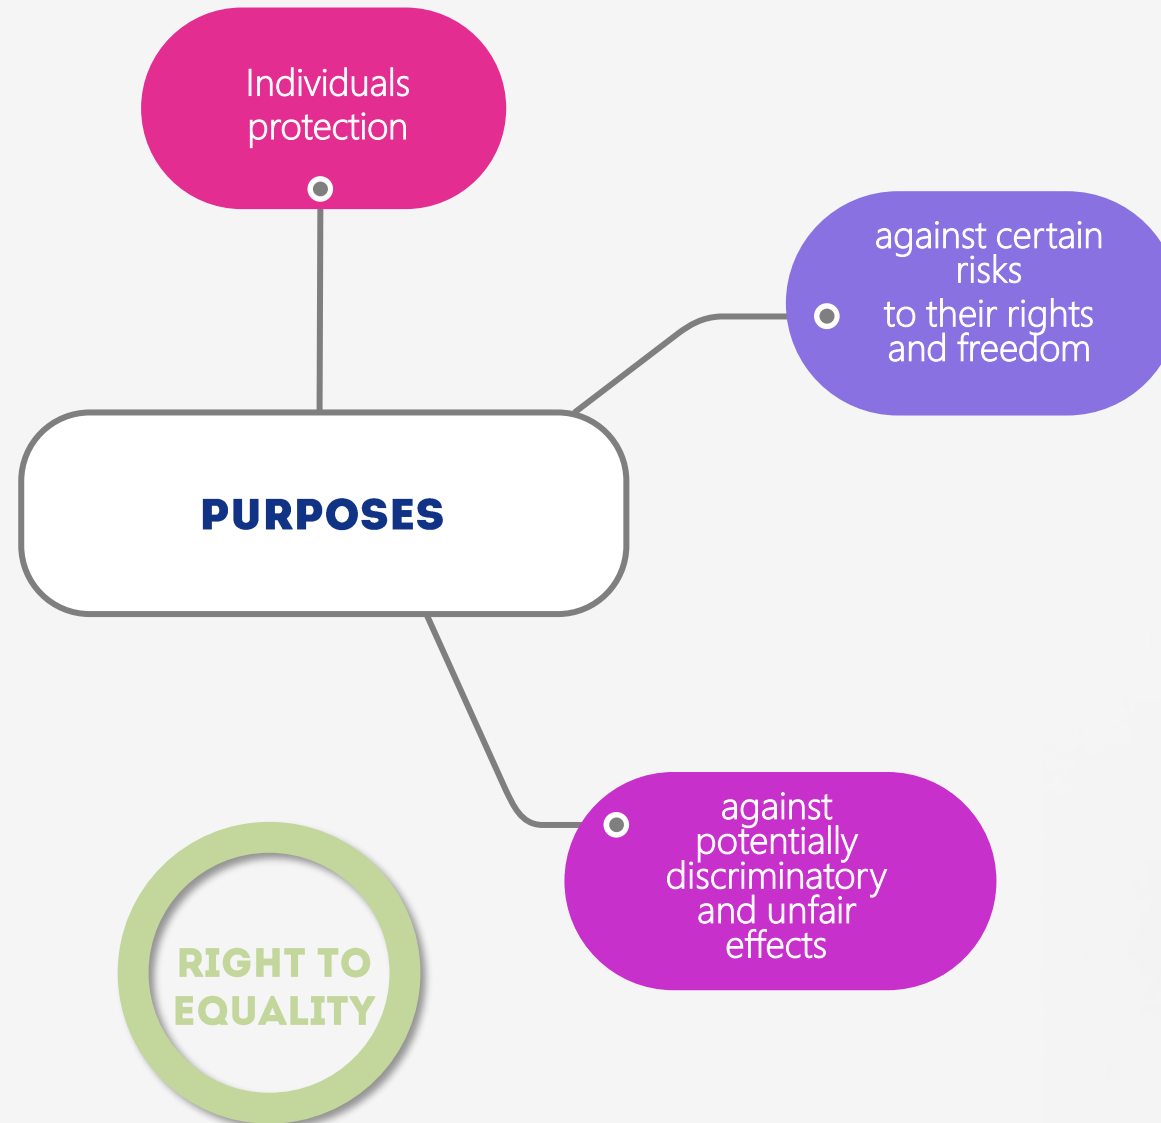 Individuals
protection
against certain
risks
to their rights
and freedom
PURPOSES
against
potentially
discriminatory
and unfair
effects
RIGHT TO
EQUALITY